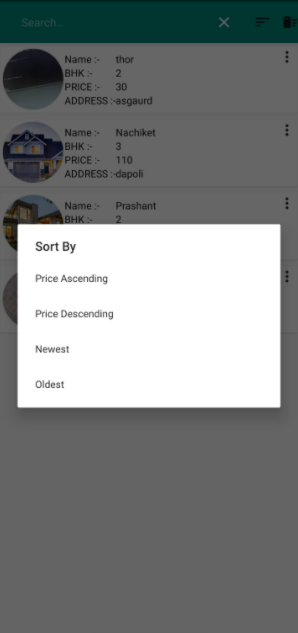 Search...
Name :- thor
BHK :- 2
PRICE :- 30
ADDRESS :-asgaurd
Name :- Nachiket
BHK :- 3
PRICE :- 110
ADDRESS :-dapoli
Name :- Prashant
BHK :- 2
Sort By
Price Ascending
Price Descending
Newest
Oldest